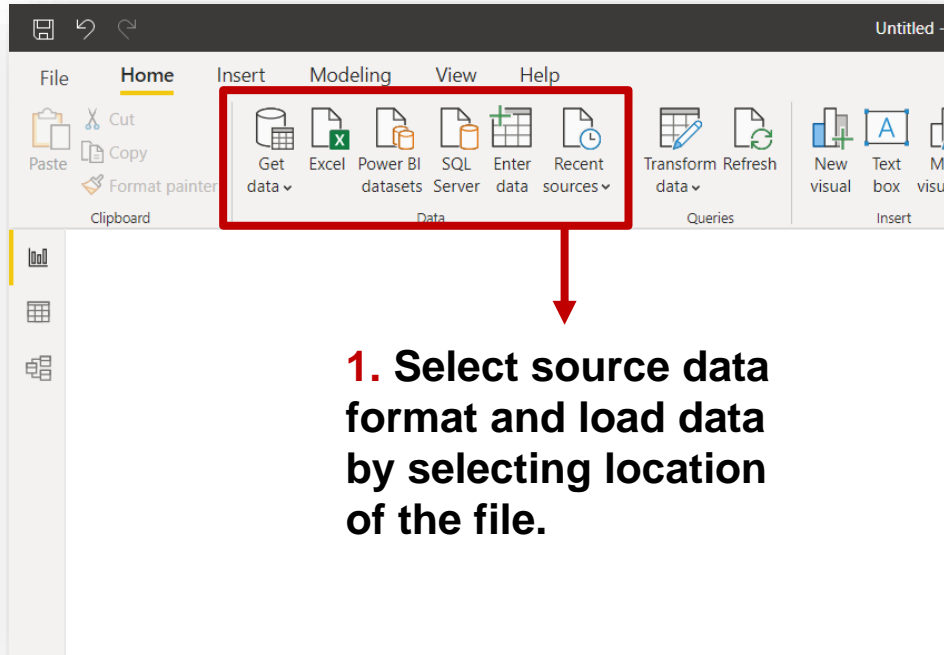 Untitled -
File Home Insert Modeling View Help
Cut
Copy
Format painter
Paste
Clipboard
Get data
Excel
Power BI datasets
SQL Server
Enter data
Recent sources
Data
Transform data
Refresh
Queries
New visual
Text box
Insert
1. Select source data
format and load data
by selecting location
of the file.